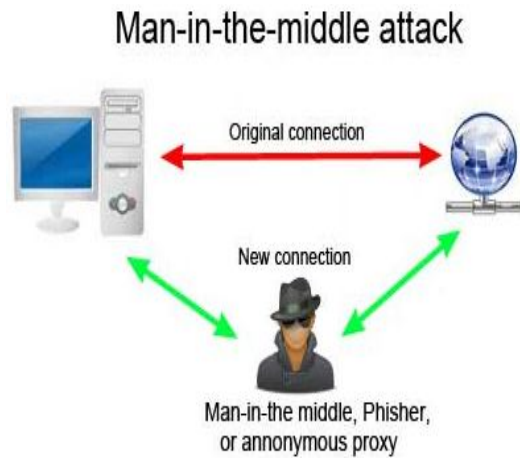 Man-in-the-middle attack
Original connection
New connection
Man-in-the middle, Phisher,
or annonymous proxy